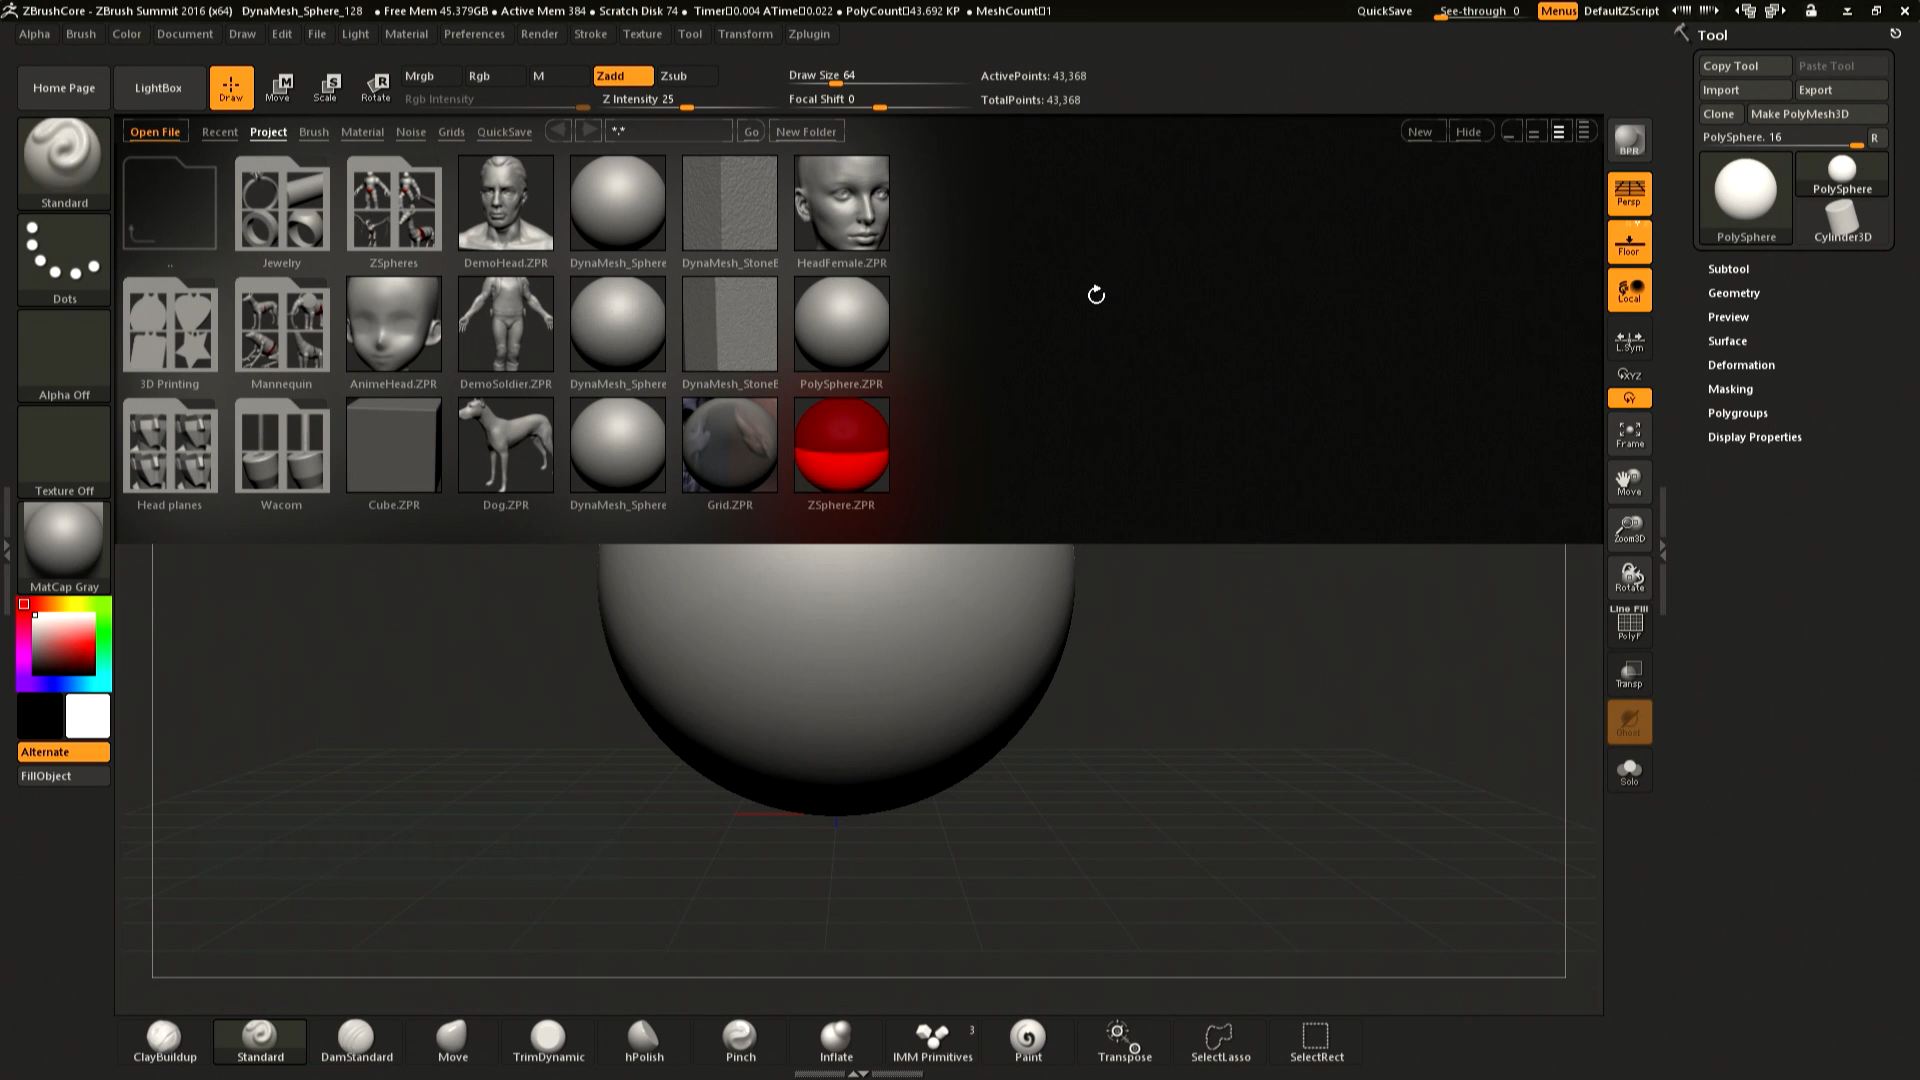 ZBrushCore - ZBrush Summit 2016 (x64)   DynaMesh_Sphere_128   ● Free Mem 45.379GB ● Active Mem 384 ● Scratch Disk 74 ●  Timer▯0.004 ATime▯0.022 ● PolyCount▯43.692 KP  ● MeshCount▯1
QuickSave   See-through  0   Menus   DefaultZScript
Alpha   Brush   Color   Document   Draw   Edit   File   Light   Material   Preferences   Render   Stroke   Texture   Tool   Transform   Zplugin
Tool
Copy Tool   Paste Tool
Import   Export
Clone   Make PolyMesh3D
PolySphere. 16   R
PolySphere   PolySphere
Cylinder3D
Subtool
Geometry
Preview
Surface
Deformation
Masking
Polygroups
Display Properties
Home Page   LightBox   Draw   Move   Scale   Rotate
Mrgb   Rgb   M   Zadd   Zsub
Rgb Intensity   Z Intensity 25
Draw Size 64   ActivePoints: 43,368
Focal Shift 0   TotalPoints: 43,368
Open File   Recent   Project   Brush   Material   Noise   Grids   QuickSave   *.*   Go   New Folder   New   Hide
..   Jewelry   ZSpheres   DemoHead.ZPR   DynaMesh_Sphere   DynaMesh_StoneE   HeadFemale.ZPR
3D Printing   Mannequin   AnimeHead.ZPR   DemoSoldier.ZPR   DynaMesh_Sphere   DynaMesh_StoneE   PolySphere.ZPR
Head planes   Wacom   Cube.ZPR   Dog.ZPR   DynaMesh_Sphere   Grid.ZPR   ZSphere.ZPR
Standard
Dots
Alpha Off
Texture Off
MatCap Gray
Alternate
FillObject
BPR
Persp
Floor
Local
L.Sym
XYZ
Y
Frame
Move
Zoom3D
Rotate
Line Fill
PolyF
Transp
Ghost
Solo
ClayBuildup   Standard   DamStandard   Move   TrimDynamic   hPolish   Pinch   Inflate   IMM Primitives   3   Paint   Transpose   SelectLasso   SelectRect